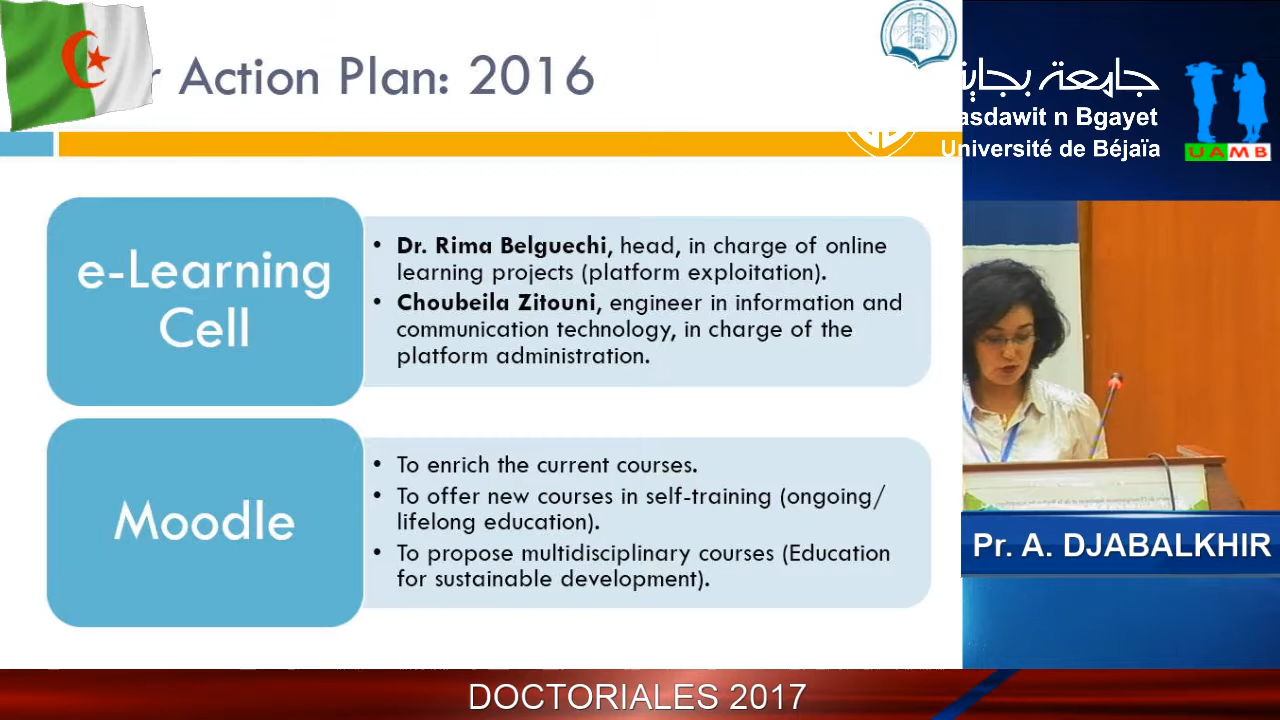 Action Plan: 2016
جامعة بجاية
asdawit n Bgayet
Université de Béjaïa
UAMB
e-Learning
Cell
• Dr. Rima Belguechi, head, in charge of online
learning projects (platform exploitation).
• Choubeila Zitouni, engineer in information and
communication technology, in charge of the
platform administration.
Moodle
• To enrich the current courses.
• To offer new courses in self-training (ongoing/
lifelong education).
• To propose multidisciplinary courses (Education
for sustainable development).
Pr. A. DJABALKHIR
DOCTORIALES 2017